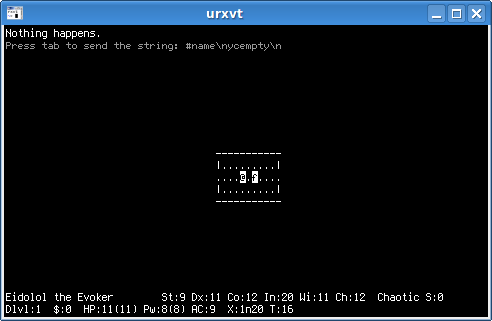 urxvt
Nothing happens.
Press tab to send the string: #name\nycempty\n
-----------
|.........|
....@.f....
|.........|
-----------
Eidolol the Evoker St:9 Dx:11 Co:12 In:20 Wi:11 Ch:12 Chaotic S:0
Dlvl:1 $:0 HP:11(11) Pw:8(8) AC:9 X:1n20 T:16